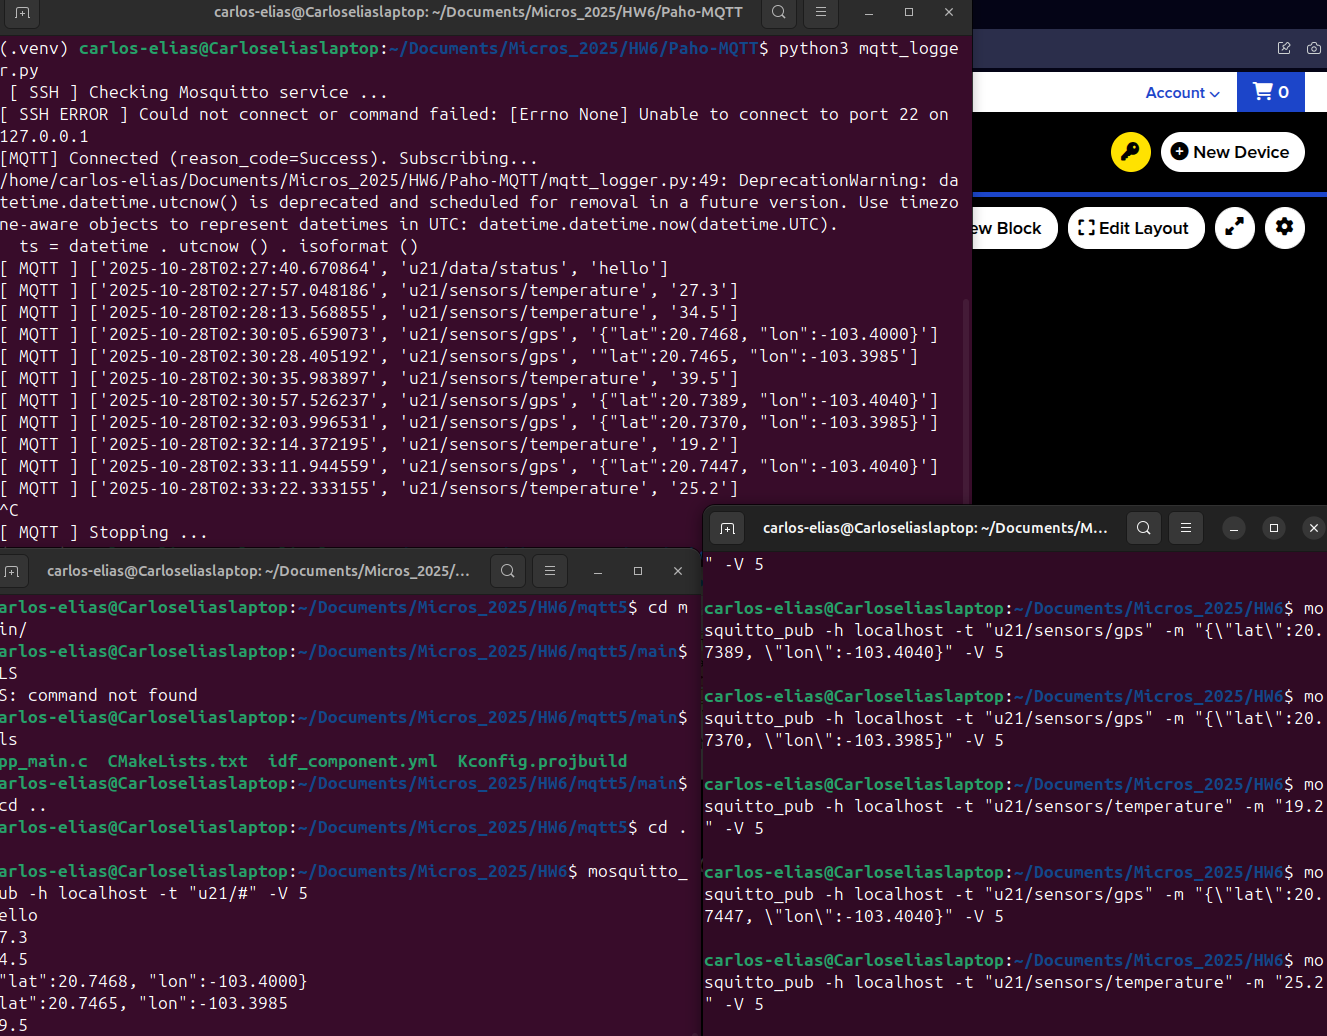 carlos-elias@Carloseliaslaptop: ~/Documents/Micros_2025/HW6/Paho-MQTT
(.venv) carlos-elias@Carloseliaslaptop:~/Documents/Micros_2025/HW6/Paho-MQTT$ python3 mqtt_logge
r.py
[ SSH ] Checking Mosquitto service ...
[ SSH ERROR ] Could not connect or command failed: [Errno None] Unable to connect to port 22 on
127.0.0.1
[MQTT] Connected (reason_code=Success). Subscribing...
/home/carlos-elias/Documents/Micros_2025/HW6/Paho-MQTT/mqtt_logger.py:49: DeprecationWarning: da
tetime.datetime.utcnow() is deprecated and scheduled for removal in a future version. Use timezo
ne-aware objects to represent datetimes in UTC: datetime.datetime.now(datetime.UTC).
ts = datetime . utcnow () . isoformat ()
[ MQTT ] ['2025-10-28T02:27:40.670864', 'u21/data/status', 'hello']
[ MQTT ] ['2025-10-28T02:27:57.048186', 'u21/sensors/temperature', '27.3']
[ MQTT ] ['2025-10-28T02:28:13.568855', 'u21/sensors/temperature', '34.5']
[ MQTT ] ['2025-10-28T02:30:05.659073', 'u21/sensors/gps', '{"lat":20.7468, "lon":-103.4000}']
[ MQTT ] ['2025-10-28T02:30:28.405192', 'u21/sensors/gps', '"lat":20.7465, "lon":-103.3985']
[ MQTT ] ['2025-10-28T02:30:35.983897', 'u21/sensors/temperature', '39.5']
[ MQTT ] ['2025-10-28T02:30:57.526237', 'u21/sensors/gps', '{"lat":20.7389, "lon":-103.4040}']
[ MQTT ] ['2025-10-28T02:32:03.996531', 'u21/sensors/gps', '{"lat":20.7370, "lon":-103.3985}']
[ MQTT ] ['2025-10-28T02:32:14.372195', 'u21/sensors/temperature', '19.2']
[ MQTT ] ['2025-10-28T02:33:11.944559', 'u21/sensors/gps', '{"lat":20.7447, "lon":-103.4040}']
[ MQTT ] ['2025-10-28T02:33:22.333155', 'u21/sensors/temperature', '25.2']
^C
[ MQTT ] Stopping ...
Account
0
New Device
ew Block
Edit Layout
carlos-elias@Carloseliaslaptop: ~/Documents/Micros_2025/...
arlos-elias@Carloseliaslaptop:~/Documents/Micros_2025/HW6/mqtt5$ cd m
in/
arlos-elias@Carloseliaslaptop:~/Documents/Micros_2025/HW6/mqtt5/main$
LS
S: command not found
arlos-elias@Carloseliaslaptop:~/Documents/Micros_2025/HW6/mqtt5/main$
ls
pp_main.c CMakeLists.txt idf_component.yml Kconfig.projbuild
arlos-elias@Carloseliaslaptop:~/Documents/Micros_2025/HW6/mqtt5/main$
cd ..
arlos-elias@Carloseliaslaptop:~/Documents/Micros_2025/HW6/mqtt5$ cd .
arlos-elias@Carloseliaslaptop:~/Documents/Micros_2025/HW6$ mosquitto_
ub -h localhost -t "u21/#" -V 5
ello
7.3
4.5
"lat":20.7468, "lon":-103.4000}
lat":20.7465, "lon":-103.3985
9.5
carlos-elias@Carloseliaslaptop: ~/Documents/M...
" -V 5
carlos-elias@Carloseliaslaptop:~/Documents/Micros_2025/HW6$ mo
squitto_pub -h localhost -t "u21/sensors/gps" -m "{\"lat\":20.
7389, \"lon\":-103.4040}" -V 5
carlos-elias@Carloseliaslaptop:~/Documents/Micros_2025/HW6$ mo
squitto_pub -h localhost -t "u21/sensors/gps" -m "{\"lat\":20.
7370, \"lon\":-103.3985}" -V 5
carlos-elias@Carloseliaslaptop:~/Documents/Micros_2025/HW6$ mo
squitto_pub -h localhost -t "u21/sensors/temperature" -m "19.2
" -V 5
carlos-elias@Carloseliaslaptop:~/Documents/Micros_2025/HW6$ mo
squitto_pub -h localhost -t "u21/sensors/gps" -m "{\"lat\":20.
7447, \"lon\":-103.4040}" -V 5
carlos-elias@Carloseliaslaptop:~/Documents/Micros_2025/HW6$ mo
squitto_pub -h localhost -t "u21/sensors/temperature" -m "25.2
" -V 5